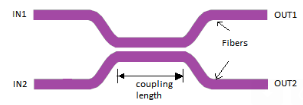 IN1
OUT1
Fibers
IN2
OUT2
coupling
length